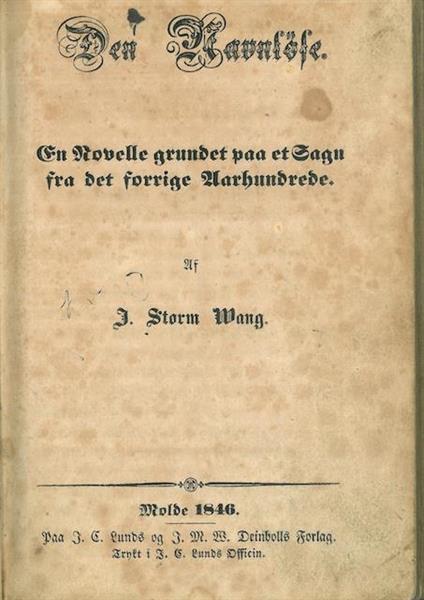 Den Navnlöse.
En Novelle grundet paa et Sagn
fra det forrige Aarhundrede.
Af
J. Storm Wang.
Molde 1846.
Paa J. C. Lunds og J. M. W. Deinbolls Forlag.
Trykt i J. C. Lunds Officin.